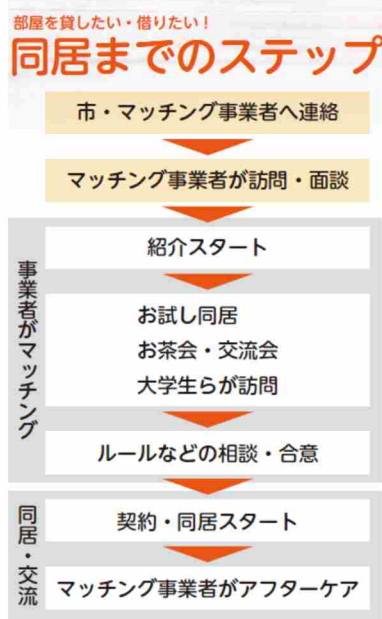 部屋を貸したい・借りたい！
同居までのステップ
市・マッチング事業者へ連絡
マッチング事業者が訪問・面談
事業者がマッチング
紹介スタート
お試し同居
お茶会・交流会
大学生らが訪問
ルールなどの相談・合意
同居・交流
契約・同居スタート
マッチング事業者がアフターケア